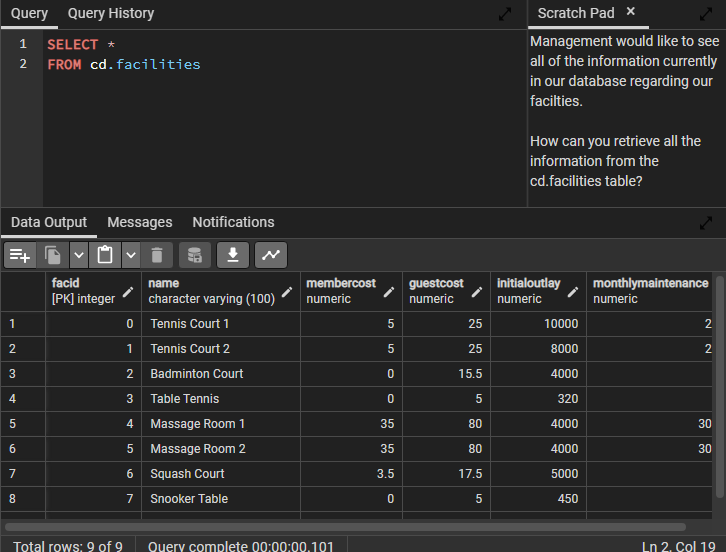 Query Query History
Scratch Pad ×
1 SELECT *
2 FROM cd.facilities
Management would like to see
all of the information currently
in our database regarding our
facilties.
How can you retrieve all the
information from the
cd.facilities table?
Data Output Messages Notifications
facid name membercost guestcost initialoutlay monthlymaintenance
[PK] integer character varying (100) numeric numeric numeric numeric
1 0 Tennis Court 1 5 25 10000 2
2 1 Tennis Court 2 5 25 8000 2
3 2 Badminton Court 0 15.5 4000
4 3 Table Tennis 0 5 320
5 4 Massage Room 1 35 80 4000 30
6 5 Massage Room 2 35 80 4000 30
7 6 Squash Court 3.5 17.5 5000
8 7 Snooker Table 0 5 450
Total rows: 9 of 9 Query complete 00:00:00.101 Ln 2, Col 19